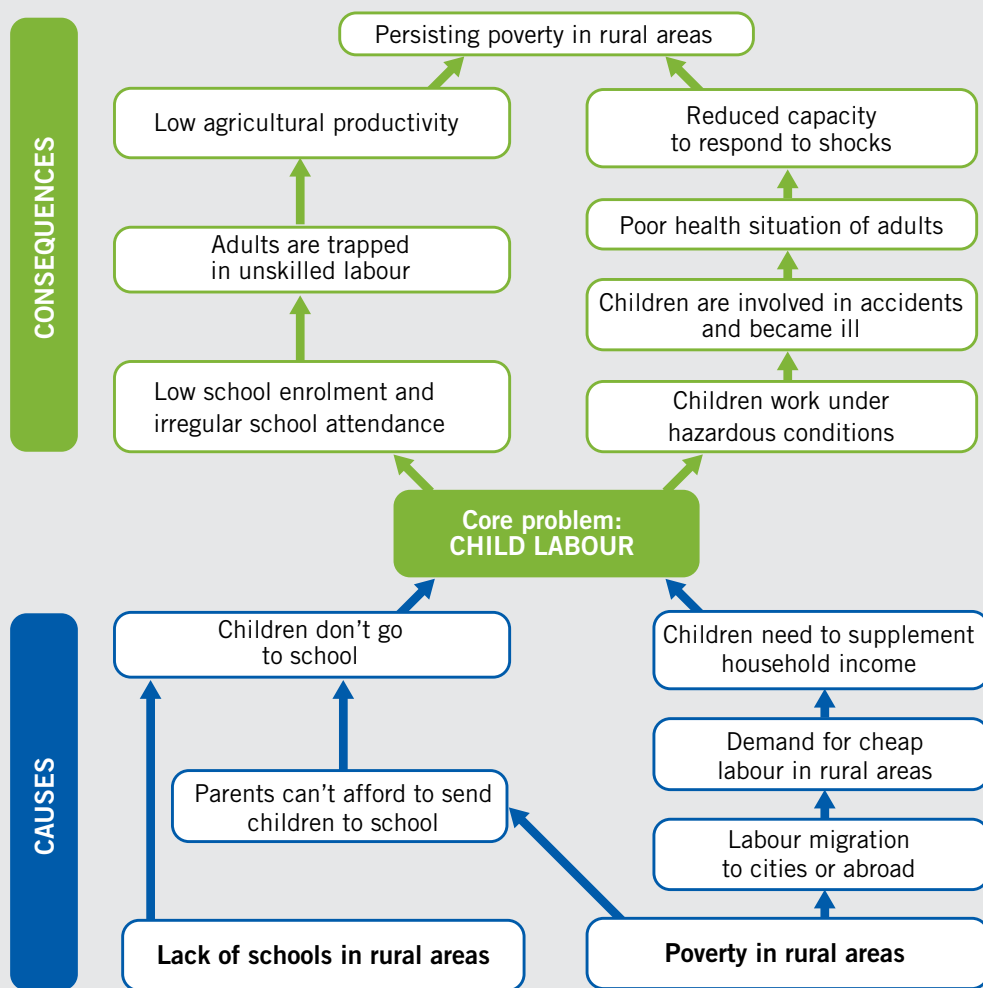 CONSEQUENCES
Persisting poverty in rural areas
Low agricultural productivity
Reduced capacity
to respond to shocks
Adults are trapped
in unskilled labour
Poor health situation of adults
Children are involved in accidents
and became ill
Low school enrolment and
irregular school attendance
Children work under
hazardous conditions
Core problem:
CHILD LABOUR
CAUSES
Children don't go
to school
Children need to supplement
household income
Demand for cheap
labour in rural areas
Parents can't afford to send
children to school
Labour migration
to cities or abroad
Lack of schools in rural areas
Poverty in rural areas